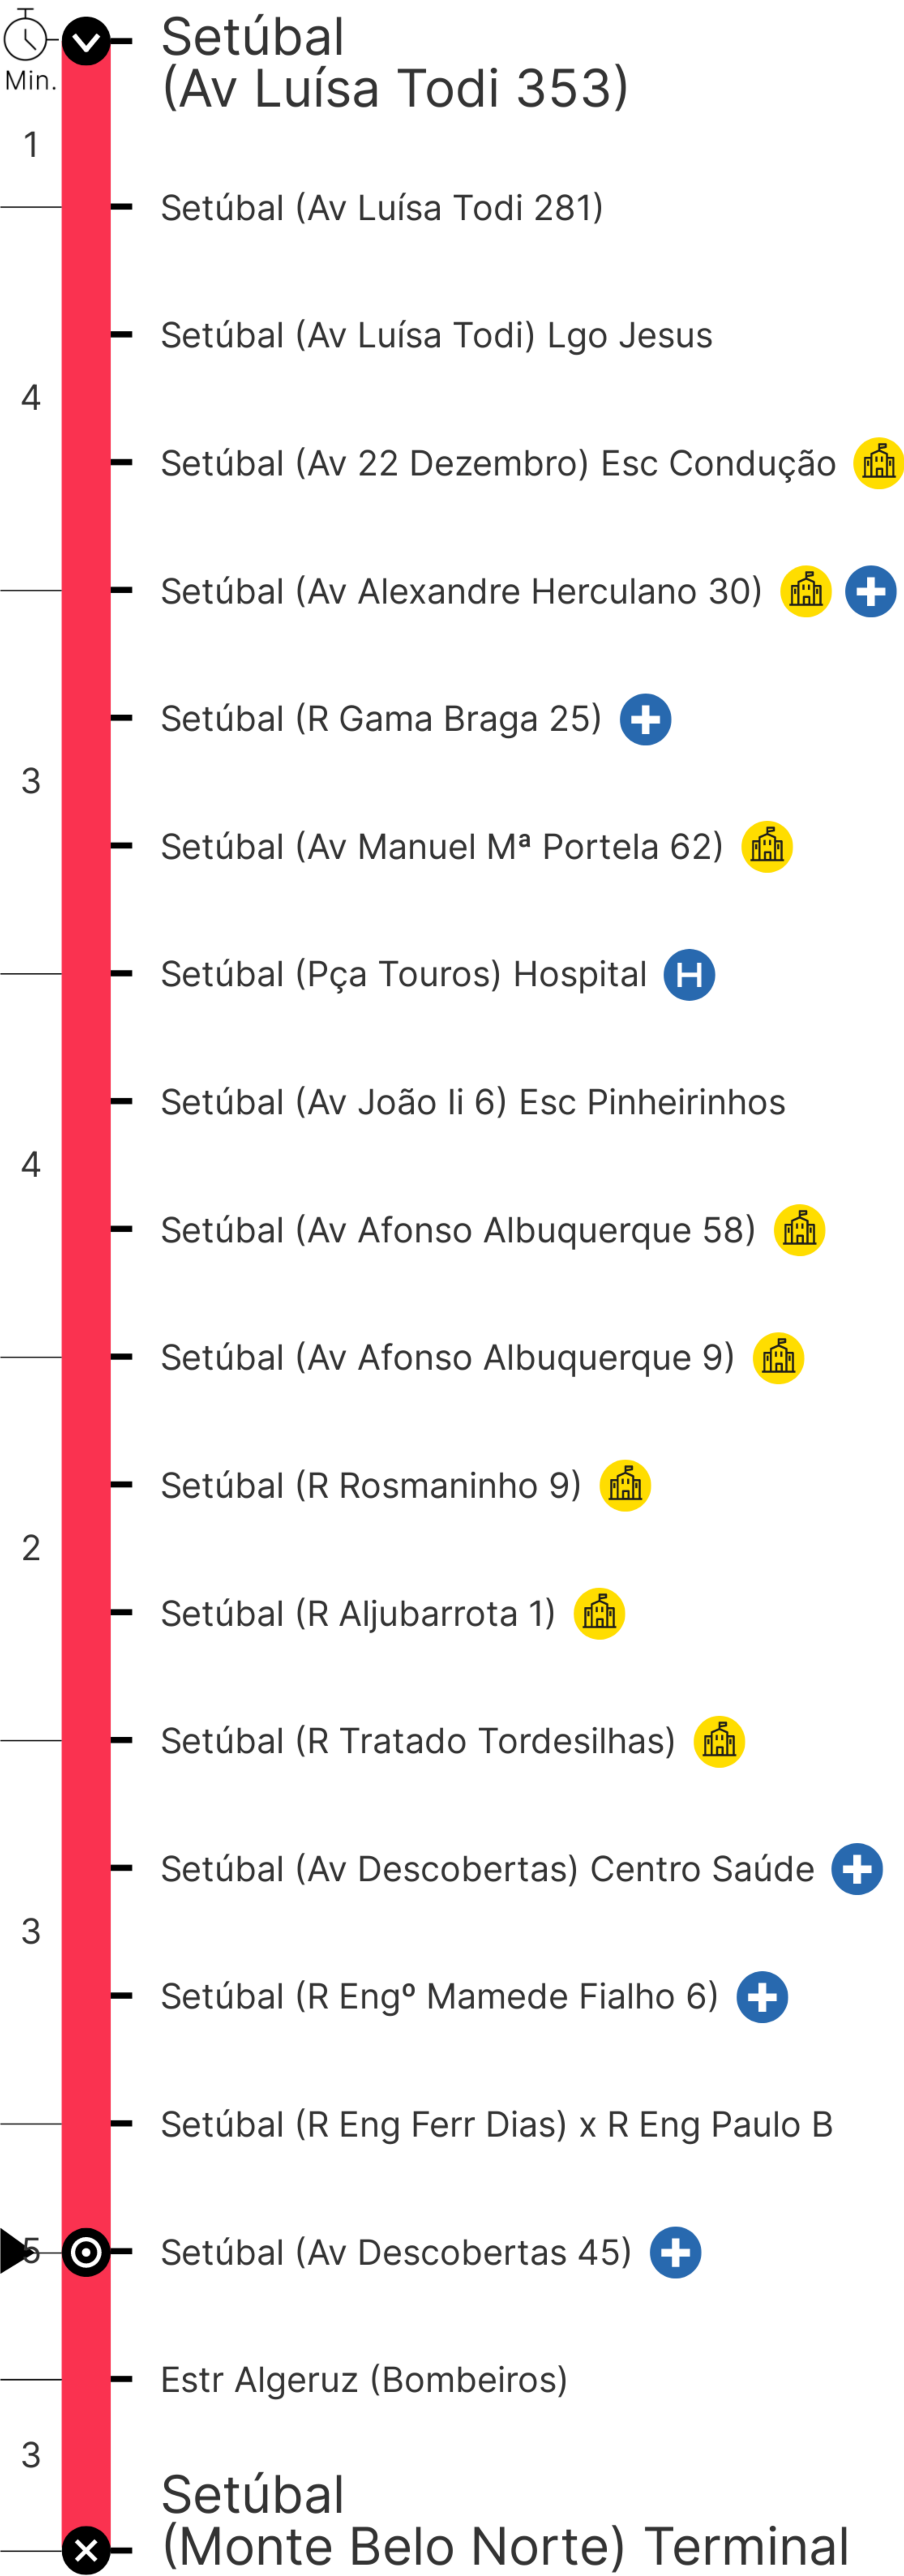 Min.
Setúbal
(Av Luísa Todi 353)
1
Setúbal (Av Luísa Todi 281)
Setúbal (Av Luísa Todi) Lgo Jesus
4
Setúbal (Av 22 Dezembro) Esc Condução
Setúbal (Av Alexandre Herculano 30)
Setúbal (R Gama Braga 25)
3
Setúbal (Av Manuel Mª Portela 62)
Setúbal (Pça Touros) Hospital H
Setúbal (Av João Ii 6) Esc Pinheirinhos
4
Setúbal (Av Afonso Albuquerque 58)
Setúbal (Av Afonso Albuquerque 9)
Setúbal (R Rosmaninho 9)
2
Setúbal (R Aljubarrota 1)
Setúbal (R Tratado Tordesilhas)
Setúbal (Av Descobertas) Centro Saúde
3
Setúbal (R Engº Mamede Fialho 6)
Setúbal (R Eng Ferr Dias) x R Eng Paulo B
5
Setúbal (Av Descobertas 45)
Estr Algeruz (Bombeiros)
3
Setúbal
(Monte Belo Norte) Terminal